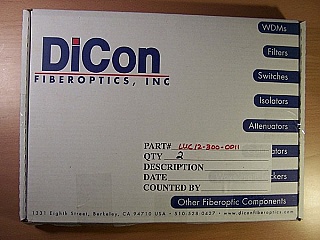 DiCon
FIBEROPTICS, INC
WDMs
Filters
Switches
Isolators
Attenuators
PART# LUC12-300-0011
QTY 2
DESCRIPTION
DATE
COUNTED BY
Other Fiberoptic Components
1331 Eighth Street, Berkeley, CA 94710 USA • 510-528-0427 • www.diconfiberoptics.com